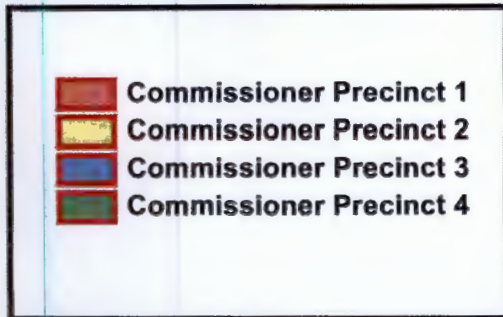 Commissioner Precinct 1
Commissioner Precinct 2
Commissioner Precinct 3
Commissioner Precinct 4